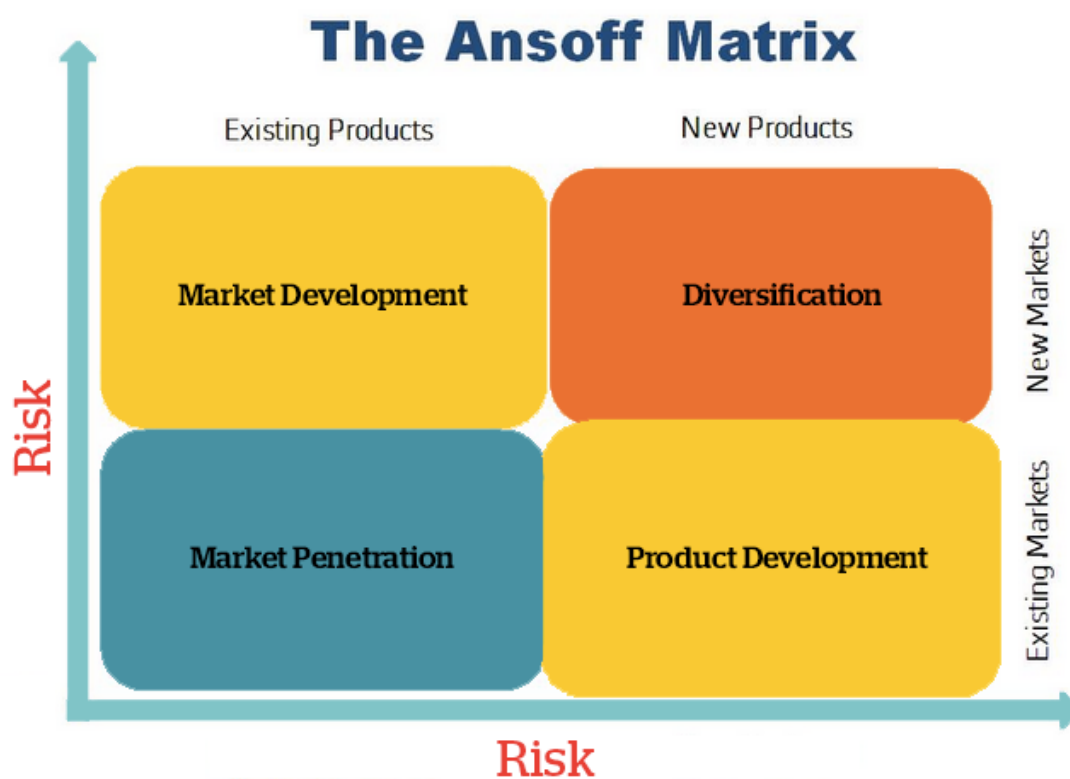 The Ansoff Matrix
Existing Products
New Products
Market Development
Diversification
New Markets
Risk
Market Penetration
Product Development
Existing Markets
Risk